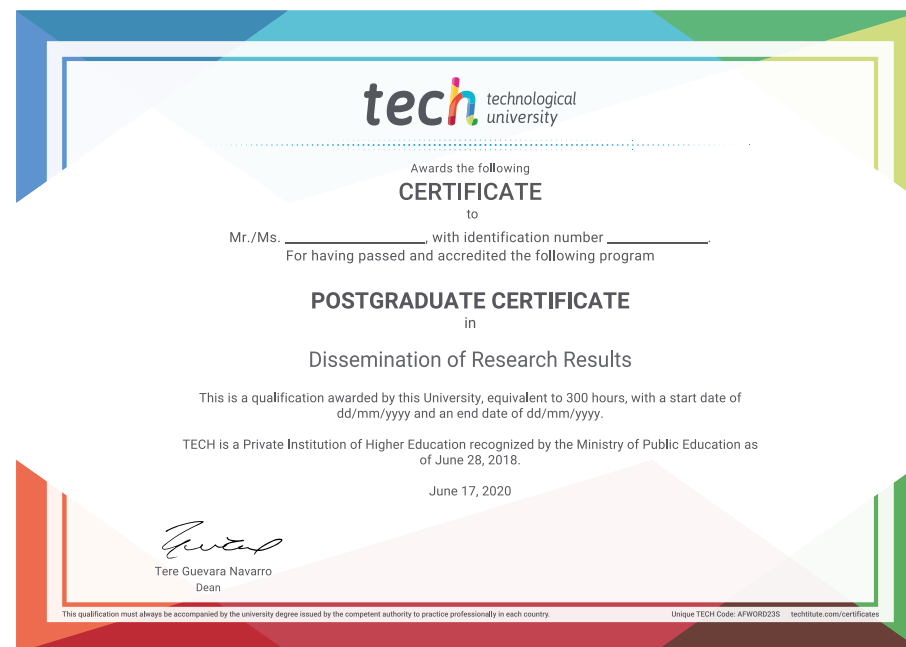 tech technological
university
Awards the following
CERTIFICATE
to
Mr./Ms. ____________________, with identification number ______________.
For having passed and accredited the following program
POSTGRADUATE CERTIFICATE
in
Dissemination of Research Results
This is a qualification awarded by this University, equivalent to 300 hours, with a start date of
dd/mm/yyyy and an end date of dd/mm/yyyy.
TECH is a Private Institution of Higher Education recognized by the Ministry of Public Education as
of June 28, 2018.
June 17, 2020
Tere Guevara Navarro
Dean
This qualification must always be accompanied by the university degree issued by the competent authority to practice professionally in each country.
Unique TECH Code: AFWORD23S techtitute.com/certificates